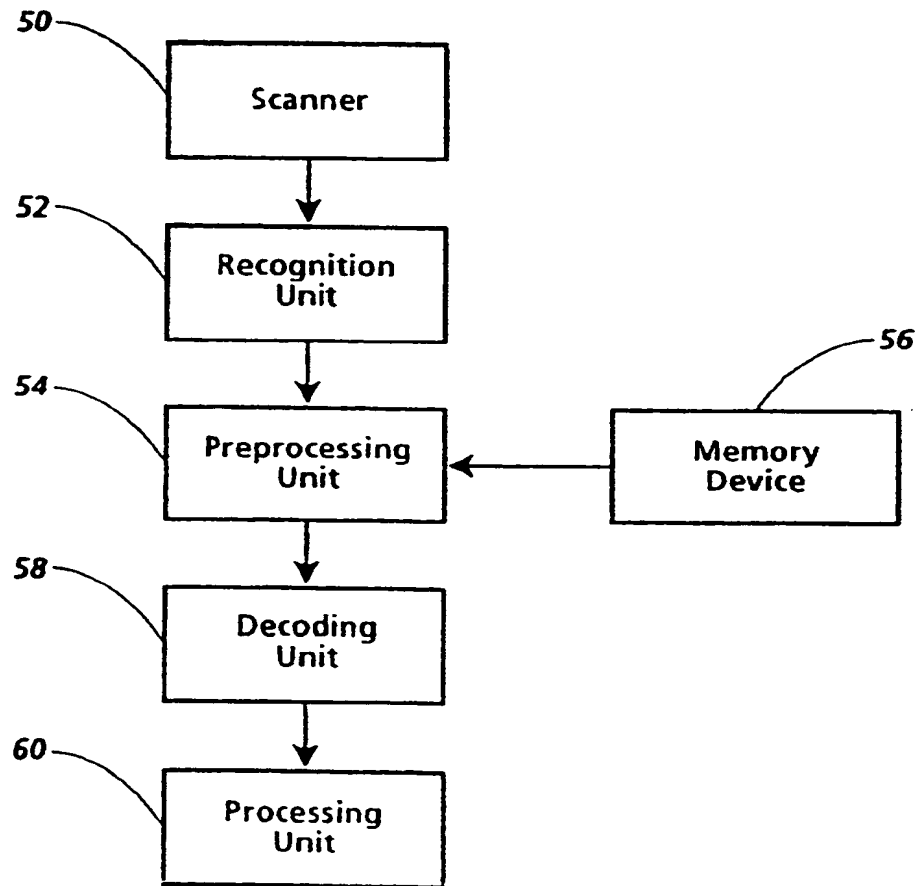 50
Scanner
52
Recognition
Unit
56
54
Preprocessing
Unit
Memory
Device
58
Decoding
Unit
60
Processing
Unit